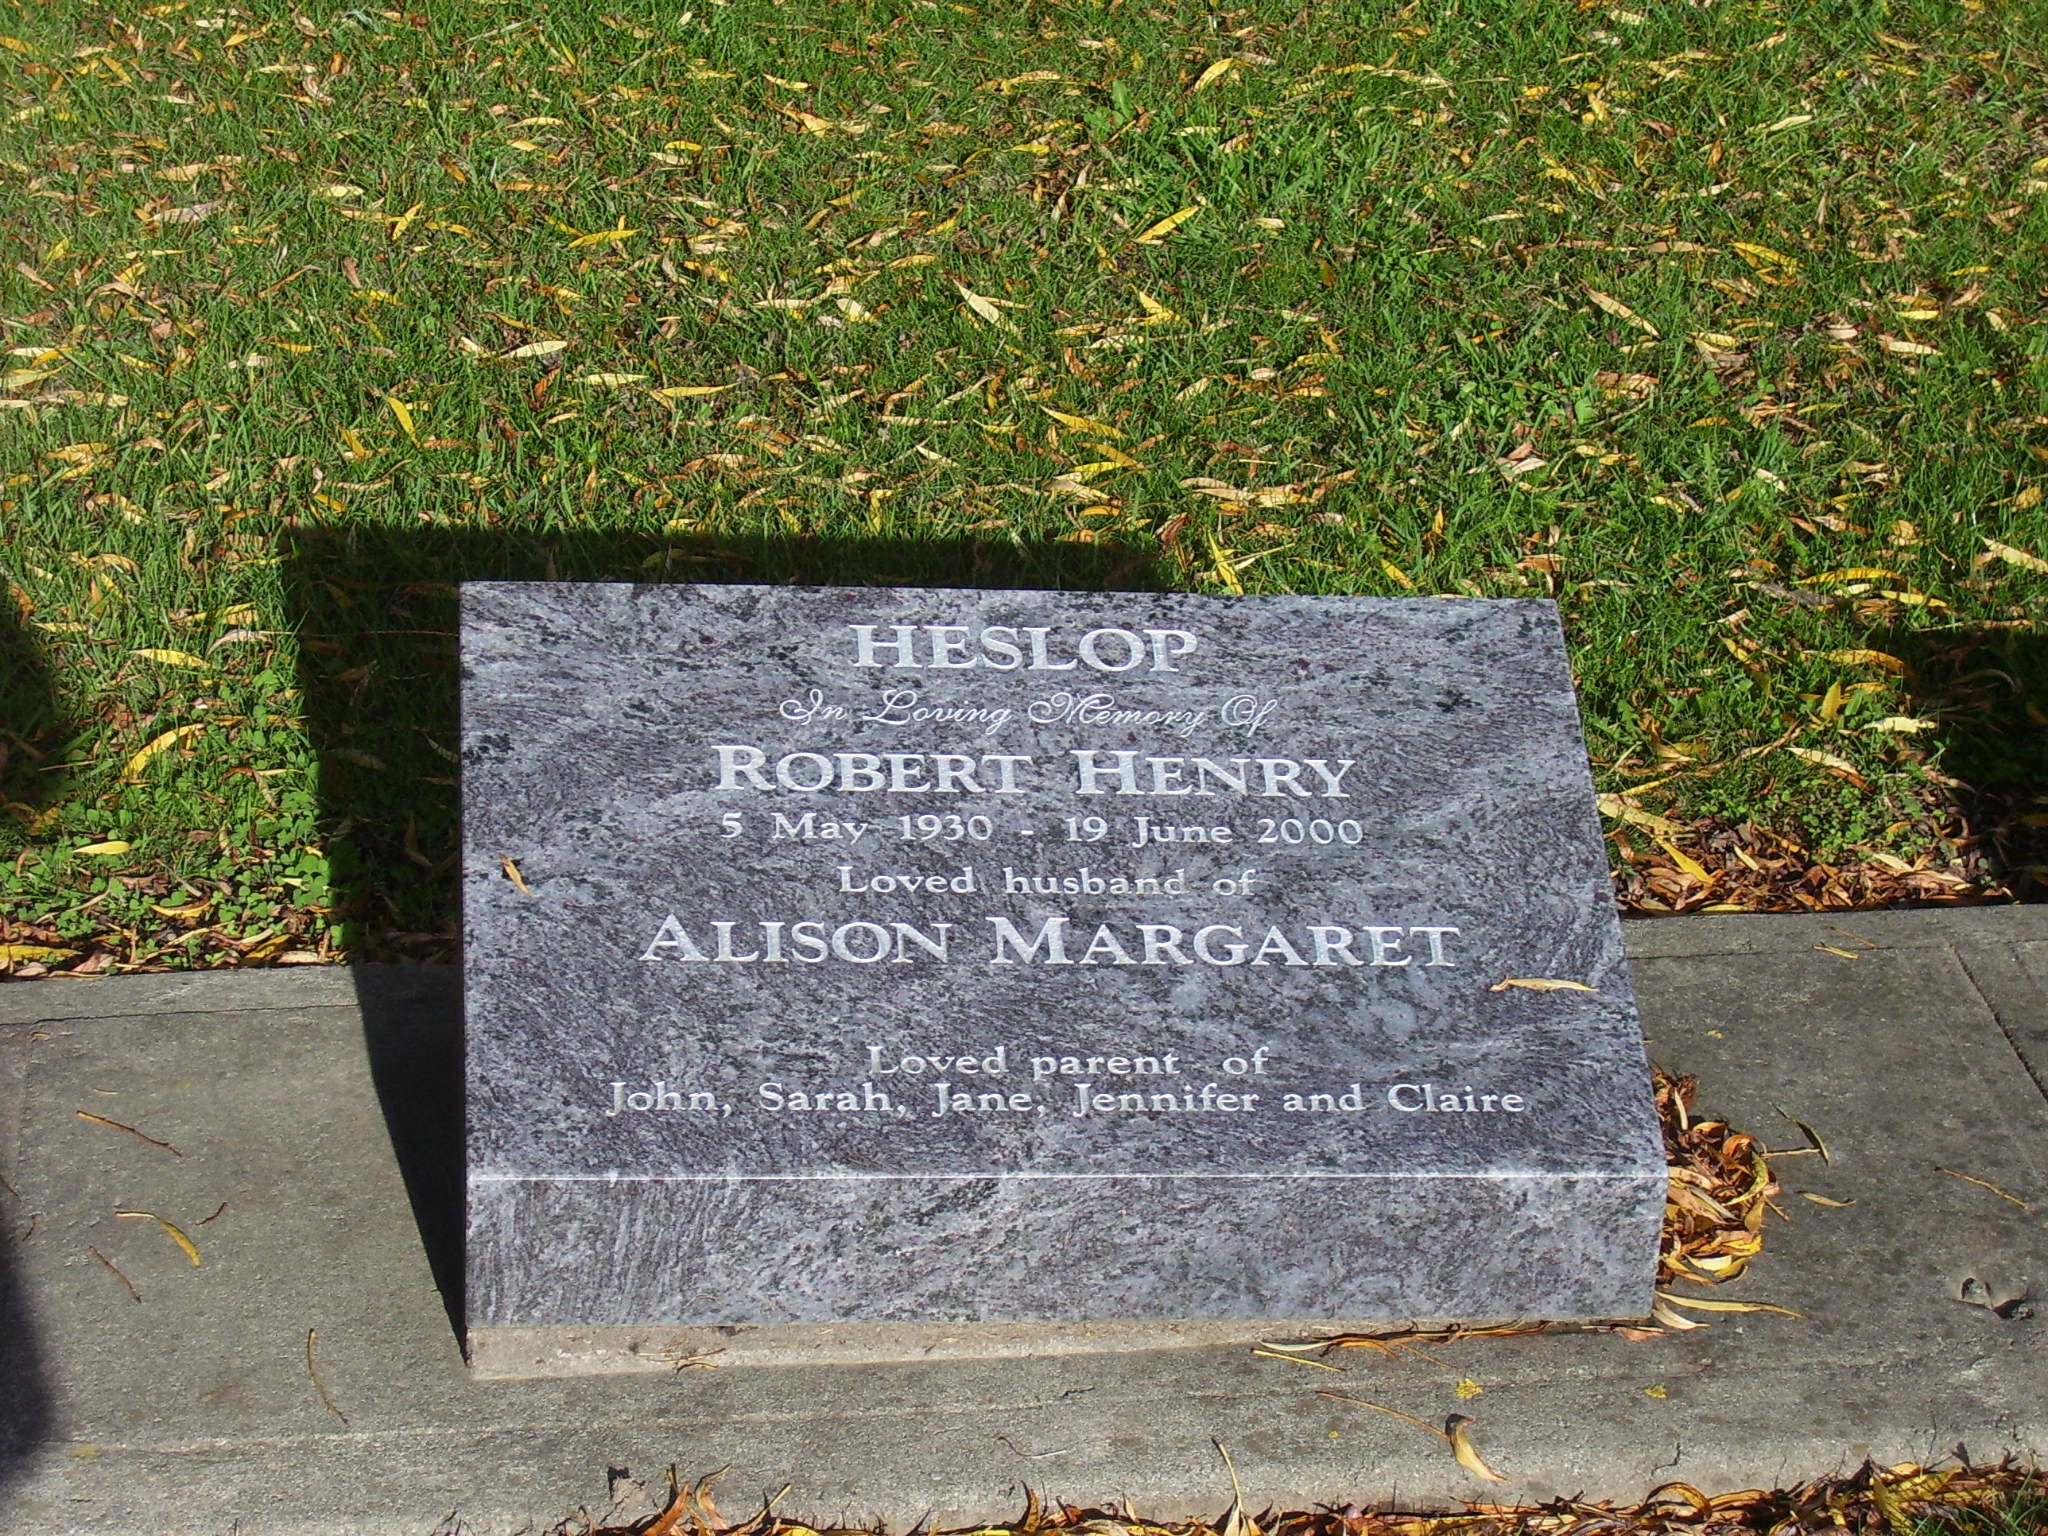 HESLOP
In Loving Memory Of
ROBERT HENRY
5 May 1930 - 19 June 2000
Loved husband of
ALISON MARGARET
Loved parent of
John, Sarah, Jane, Jennifer and Claire